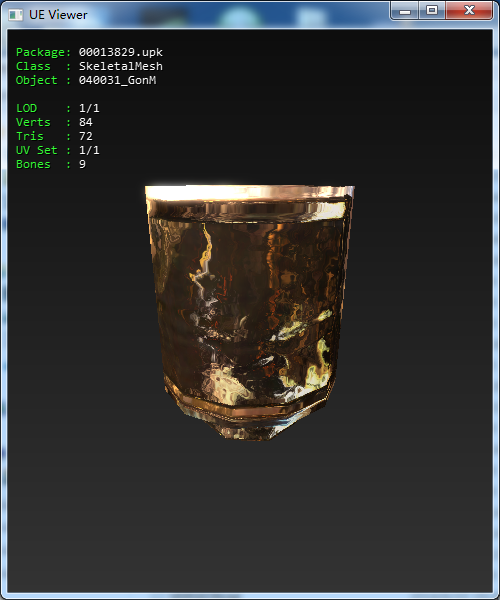 UE Viewer
Package: 00013829.upk
Class  : SkeletalMesh
Object : 040031_GonM
LOD    : 1/1
Verts  : 84
Tris   : 72
UV Set : 1/1
Bones  : 9